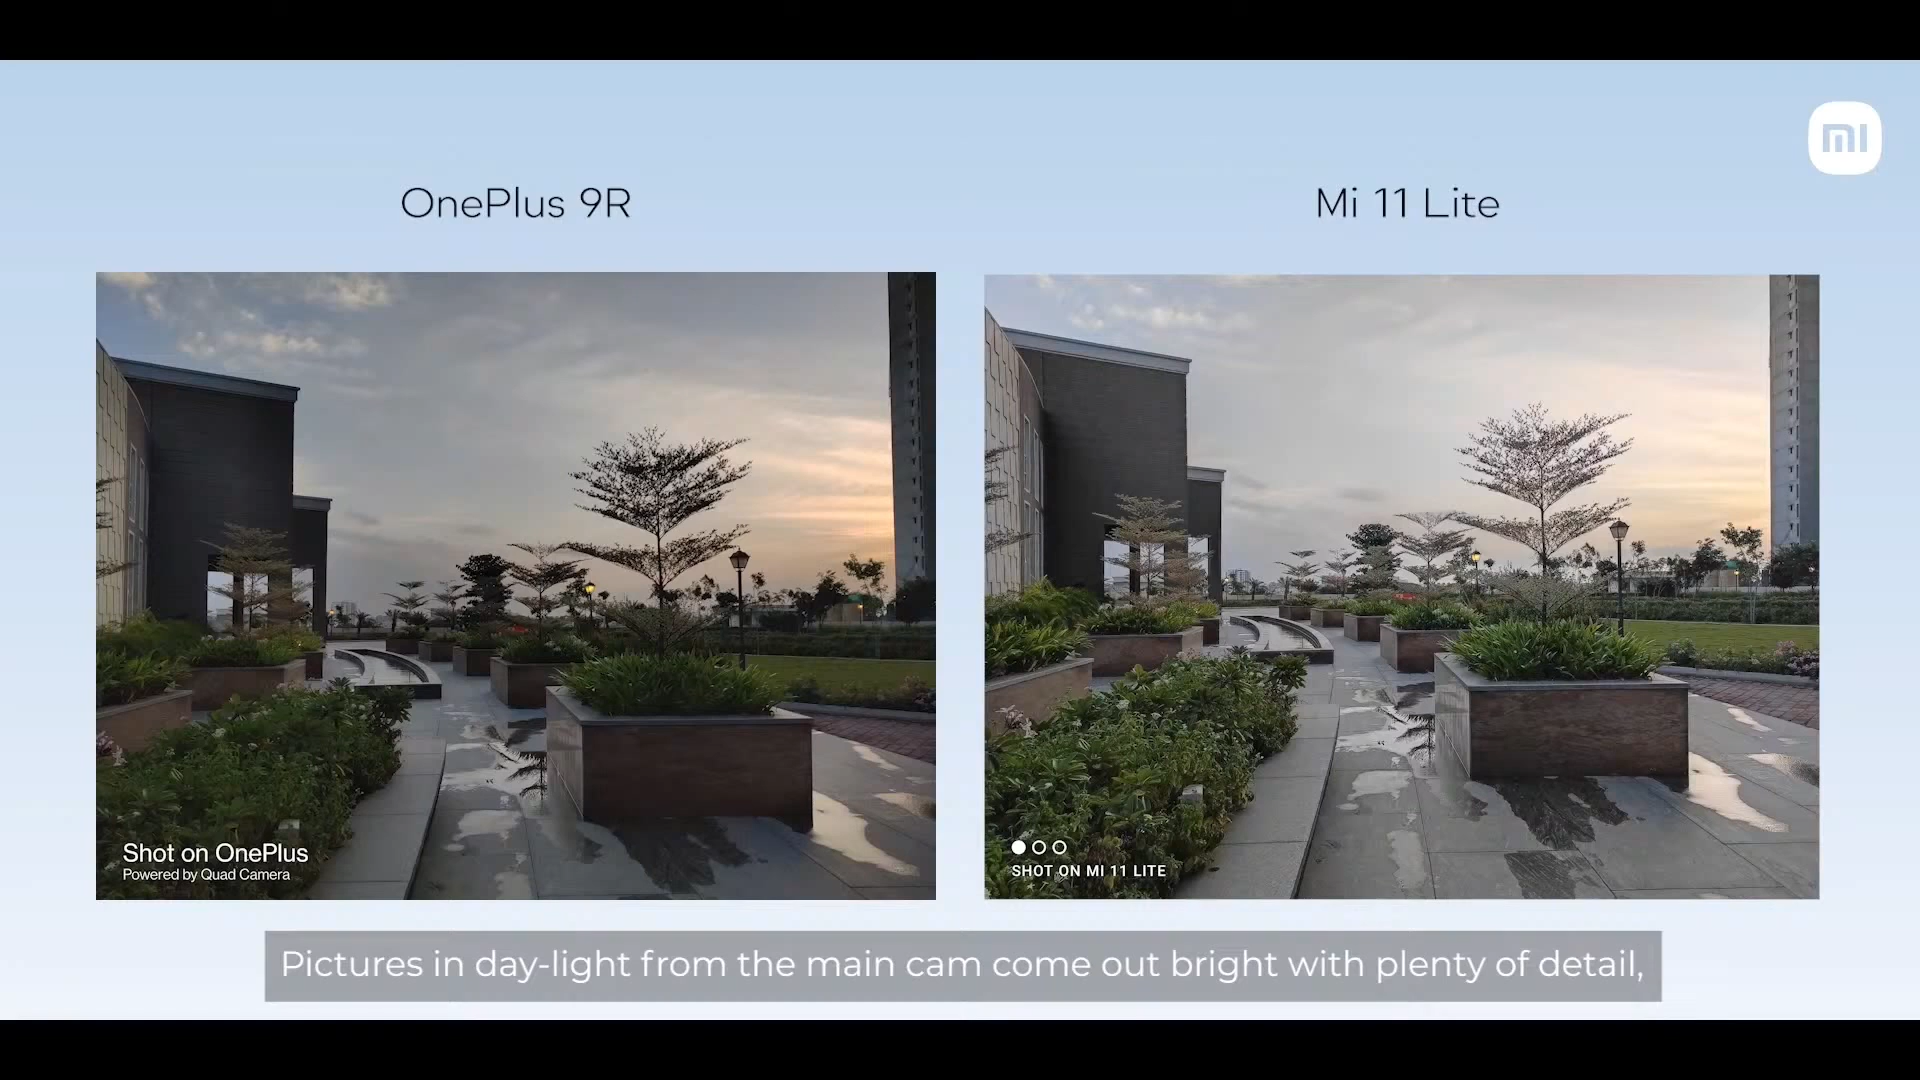 mi
OnePlus 9R
Mi 11 Lite
Shot on OnePlus
Powered by Quad Camera
SHOT ON MI 11 LITE
Pictures in day-light from the main cam come out bright with plenty of detail,